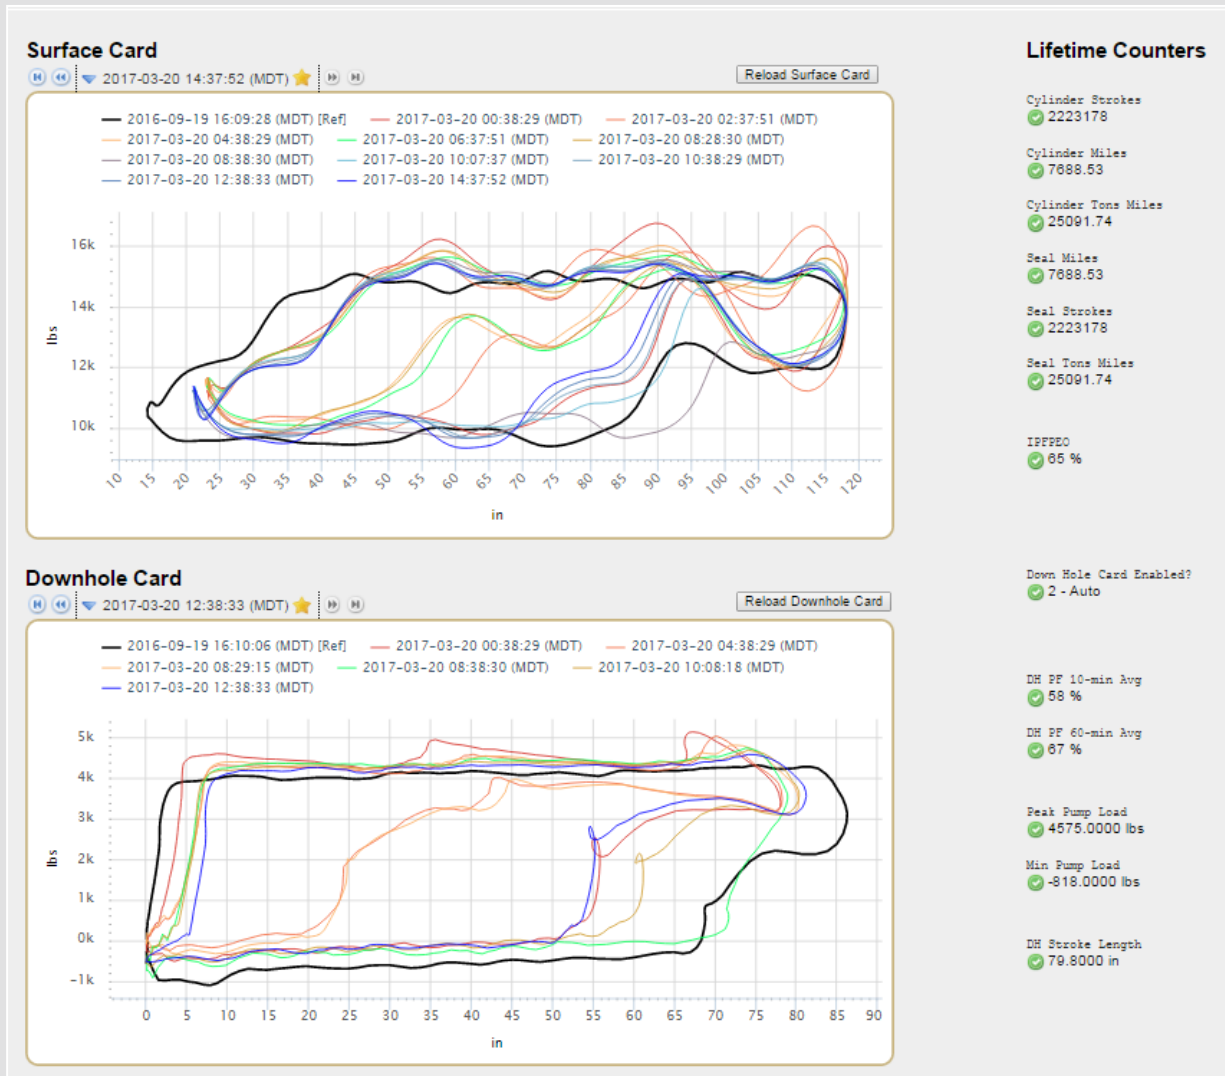 Surface Card
2017-03-20 14:37:52 (MDT)
Reload Surface Card
2016-09-19 16:09:28 (MDT) [Ref] 2017-03-20 00:38:29 (MDT) 2017-03-20 02:37:51 (MDT)
2017-03-20 04:38:29 (MDT) 2017-03-20 06:37:51 (MDT) 2017-03-20 08:28:30 (MDT)
2017-03-20 08:38:30 (MDT) 2017-03-20 10:07:37 (MDT) 2017-03-20 10:38:29 (MDT)
2017-03-20 12:38:33 (MDT) 2017-03-20 14:37:52 (MDT)
16k
14k
12k
10k
lbs
10 15 20 25 30 35 40 45 50 55 60 65 70 75 80 85 90 95 100 105 110 115 120
in
Downhole Card
2017-03-20 12:38:33 (MDT)
Reload Downhole Card
2016-09-19 16:10:06 (MDT) [Ref] 2017-03-20 00:38:29 (MDT) 2017-03-20 04:38:29 (MDT)
2017-03-20 08:29:15 (MDT) 2017-03-20 08:38:30 (MDT) 2017-03-20 10:08:18 (MDT)
2017-03-20 12:38:33 (MDT)
5k
4k
3k
2k
1k
0k
-1k
lbs
0 5 10 15 20 25 30 35 40 45 50 55 60 65 70 75 80 85 90
in
Lifetime Counters
Cylinder Strokes
2223178
Cylinder Miles
7688.53
Cylinder Tons Miles
25091.74
Seal Miles
7688.53
Seal Strokes
2223178
Seal Tons Miles
25091.74
IPFPEO
65 %
Down Hole Card Enabled?
2 - Auto
DH PF 10-min Avg
58 %
DH PF 60-min Avg
67 %
Peak Pump Load
4575.0000 lbs
Min Pump Load
-818.0000 lbs
DH Stroke Length
79.8000 in